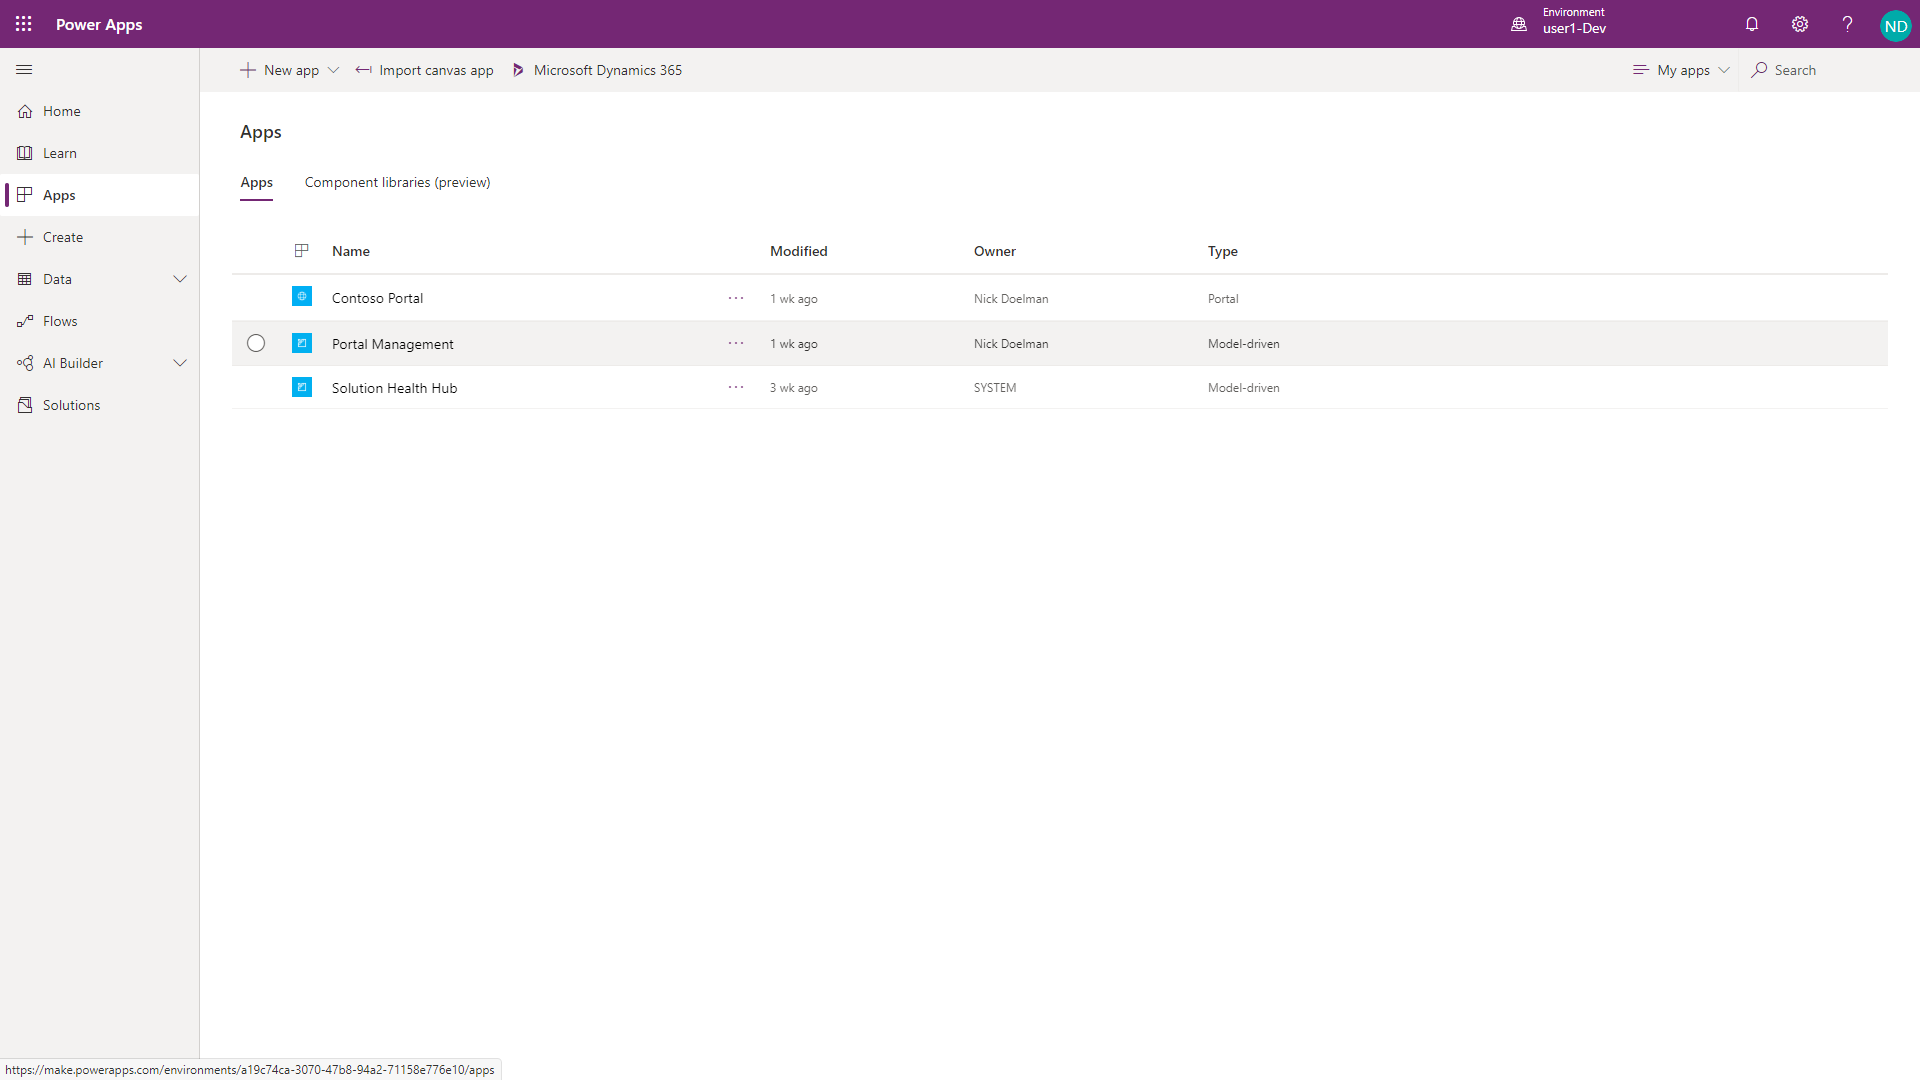 Power Apps
Environment
user1-Dev
?
ND
New app
Import canvas app
Microsoft Dynamics 365
My apps
Search
Home
Learn
Apps
Create
Data
Flows
AI Builder
Solutions
Apps
Apps Component libraries (preview)
Name Modified Owner Type
Contoso Portal ... 1 wk ago Nick Doelman Portal
Portal Management ... 1 wk ago Nick Doelman Model-driven
Solution Health Hub ... 3 wk ago SYSTEM Model-driven
https://make.powerapps.com/environments/a19c74ca-3070-47b8-94a2-71158e776e10/apps